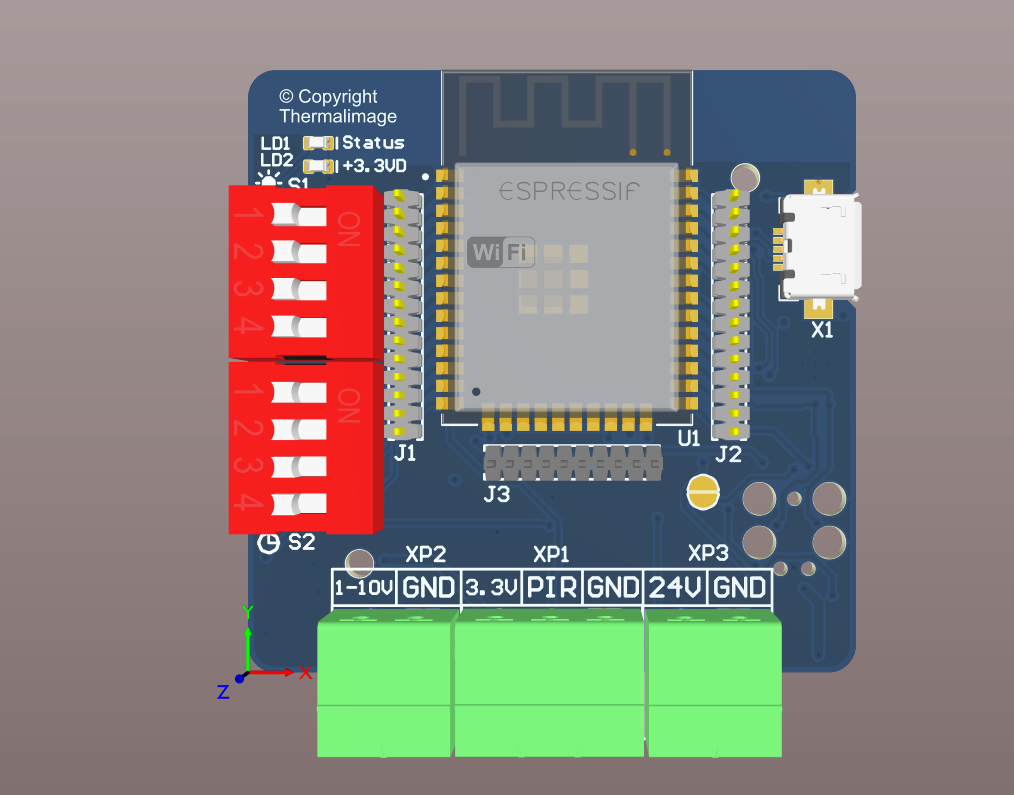 © Copyright
Thermalimage
LD1 Status
LD2 +3.3VD
S1
ON
1
2
3
4
ON
1
2
3
4
S2
ESPRESSIF
WiFi
X1
U1
J1
J2
J3
XP2 XP1 XP3
1-10V GND 3.3V PIR GND 24V GND
Y
X
Z